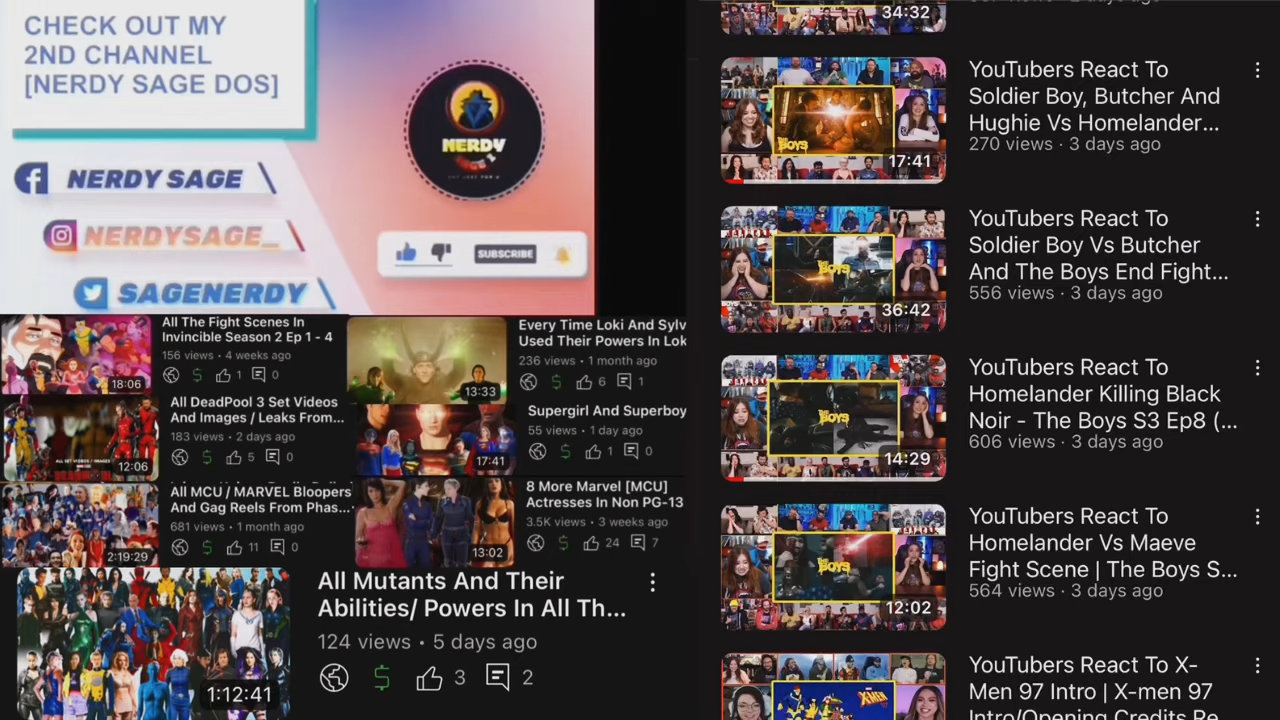 CHECK OUT MY
2ND CHANNEL
[NERDY SAGE DOS]
NERDY
NERDY SAGE
NERDYSAGE_
SAGENERDY
SUBSCRIBE
18:06
All The Fight Scenes In
Invincible Season 2 Ep 1 - 4
156 views · 4 weeks ago
1 0
13:33
Every Time Loki And Sylv
Used Their Powers In Lok
236 views · 1 month ago
6 1
12:06
All DeadPool 3 Set Videos
And Images / Leaks From...
183 views · 2 days ago
5 0
17:41
Supergirl And Superboy
55 views · 1 day ago
1 0
2:19:29
All MCU / MARVEL Bloopers
And Gag Reels From Phas...
681 views · 1 month ago
11 0
13:02
8 More Marvel [MCU]
Actresses In Non PG-13
3.5K views · 3 weeks ago
24 7
1:12:41
All Mutants And Their
Abilities/ Powers In All Th...
124 views · 5 days ago
3 2
34:32
BOYS
17:41
YouTubers React To
Soldier Boy, Butcher And
Hughie Vs Homelander...
270 views · 3 days ago
BOYS
36:42
YouTubers React To
Soldier Boy Vs Butcher
And The Boys End Fight...
556 views · 3 days ago
BOYS
14:29
YouTubers React To
Homelander Killing Black
Noir - The Boys S3 Ep8 (...
606 views · 3 days ago
BOYS
12:02
YouTubers React To
Homelander Vs Maeve
Fight Scene | The Boys S...
564 views · 3 days ago
X-MEN
YouTubers React To X-
Men 97 Intro | X-men 97
Intro/Opening Credits Re